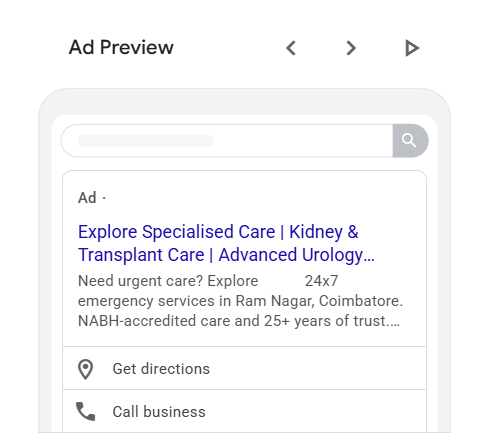 Ad Preview
Ad ·
Explore Specialised Care | Kidney &
Transplant Care | Advanced Urology...
Need urgent care? Explore 24x7
emergency services in Ram Nagar, Coimbatore.
NABH-accredited care and 25+ years of trust....
Get directions
Call business